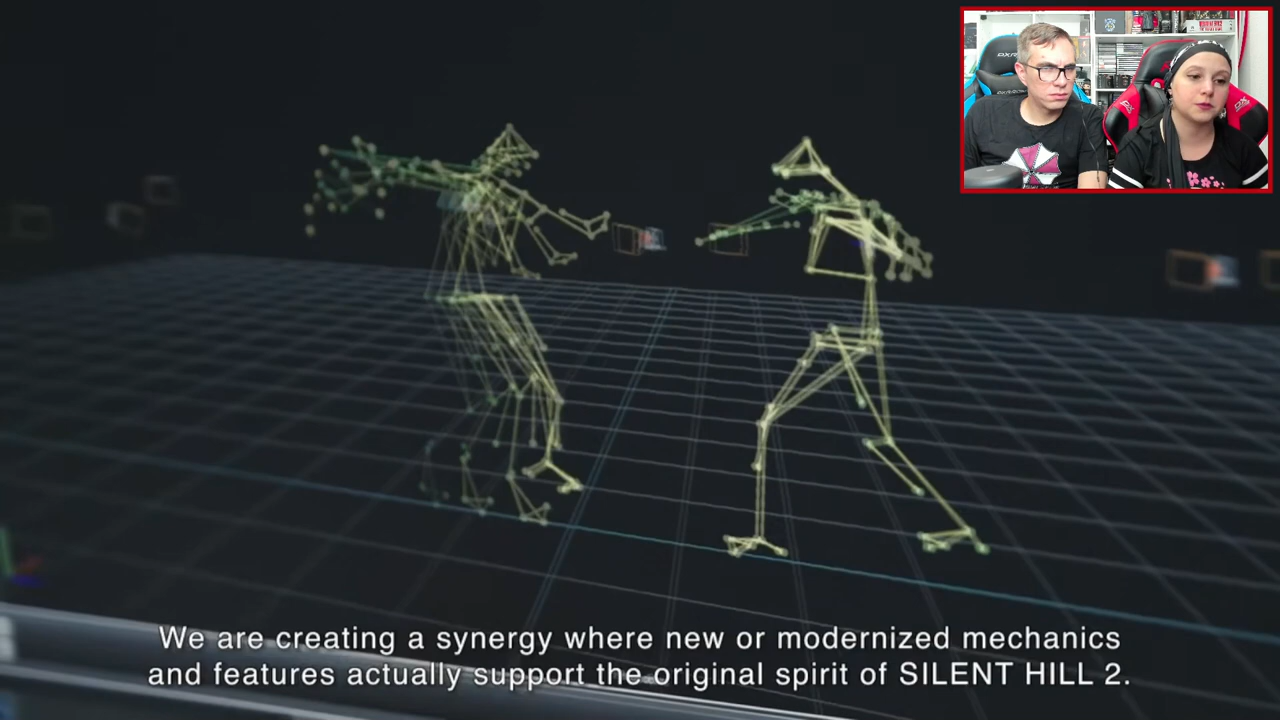 We are creating a synergy where new or modernized mechanics
and features actually support the original spirit of SILENT HILL 2.